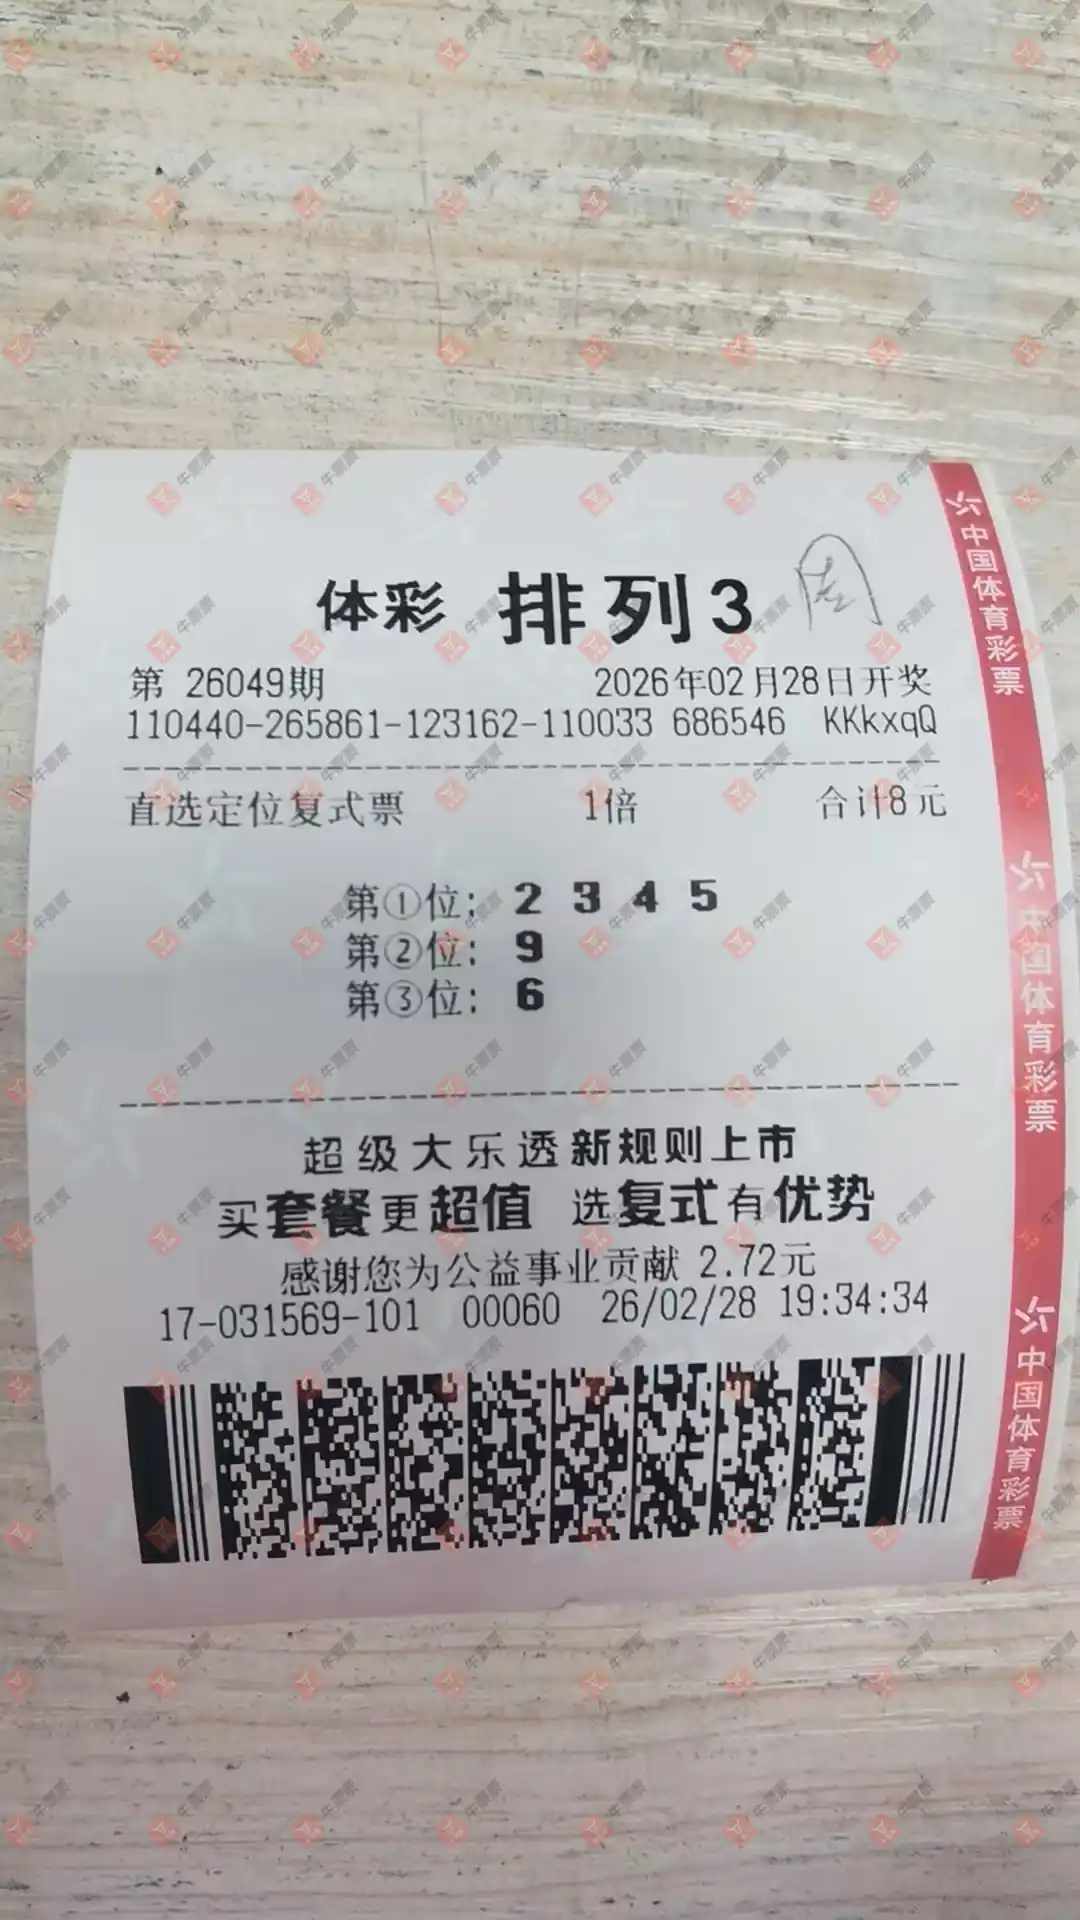 体彩 排列3 周
第 26049期 2026年02月28日开奖
110440-265861-123162-110033 686546 KKkxqQ
直选定位复式票 1倍 合计8元
第①位: 2 3 4 5
第②位: 9
第③位: 6
超级大乐透新规则上市
买套餐更超值 选复式有优势
感谢您为公益事业贡献 2.72元
17-031569-101 00060 26/02/28 19:34:34
中国体育彩票
中国体育彩票
中国体育彩票
牛票票